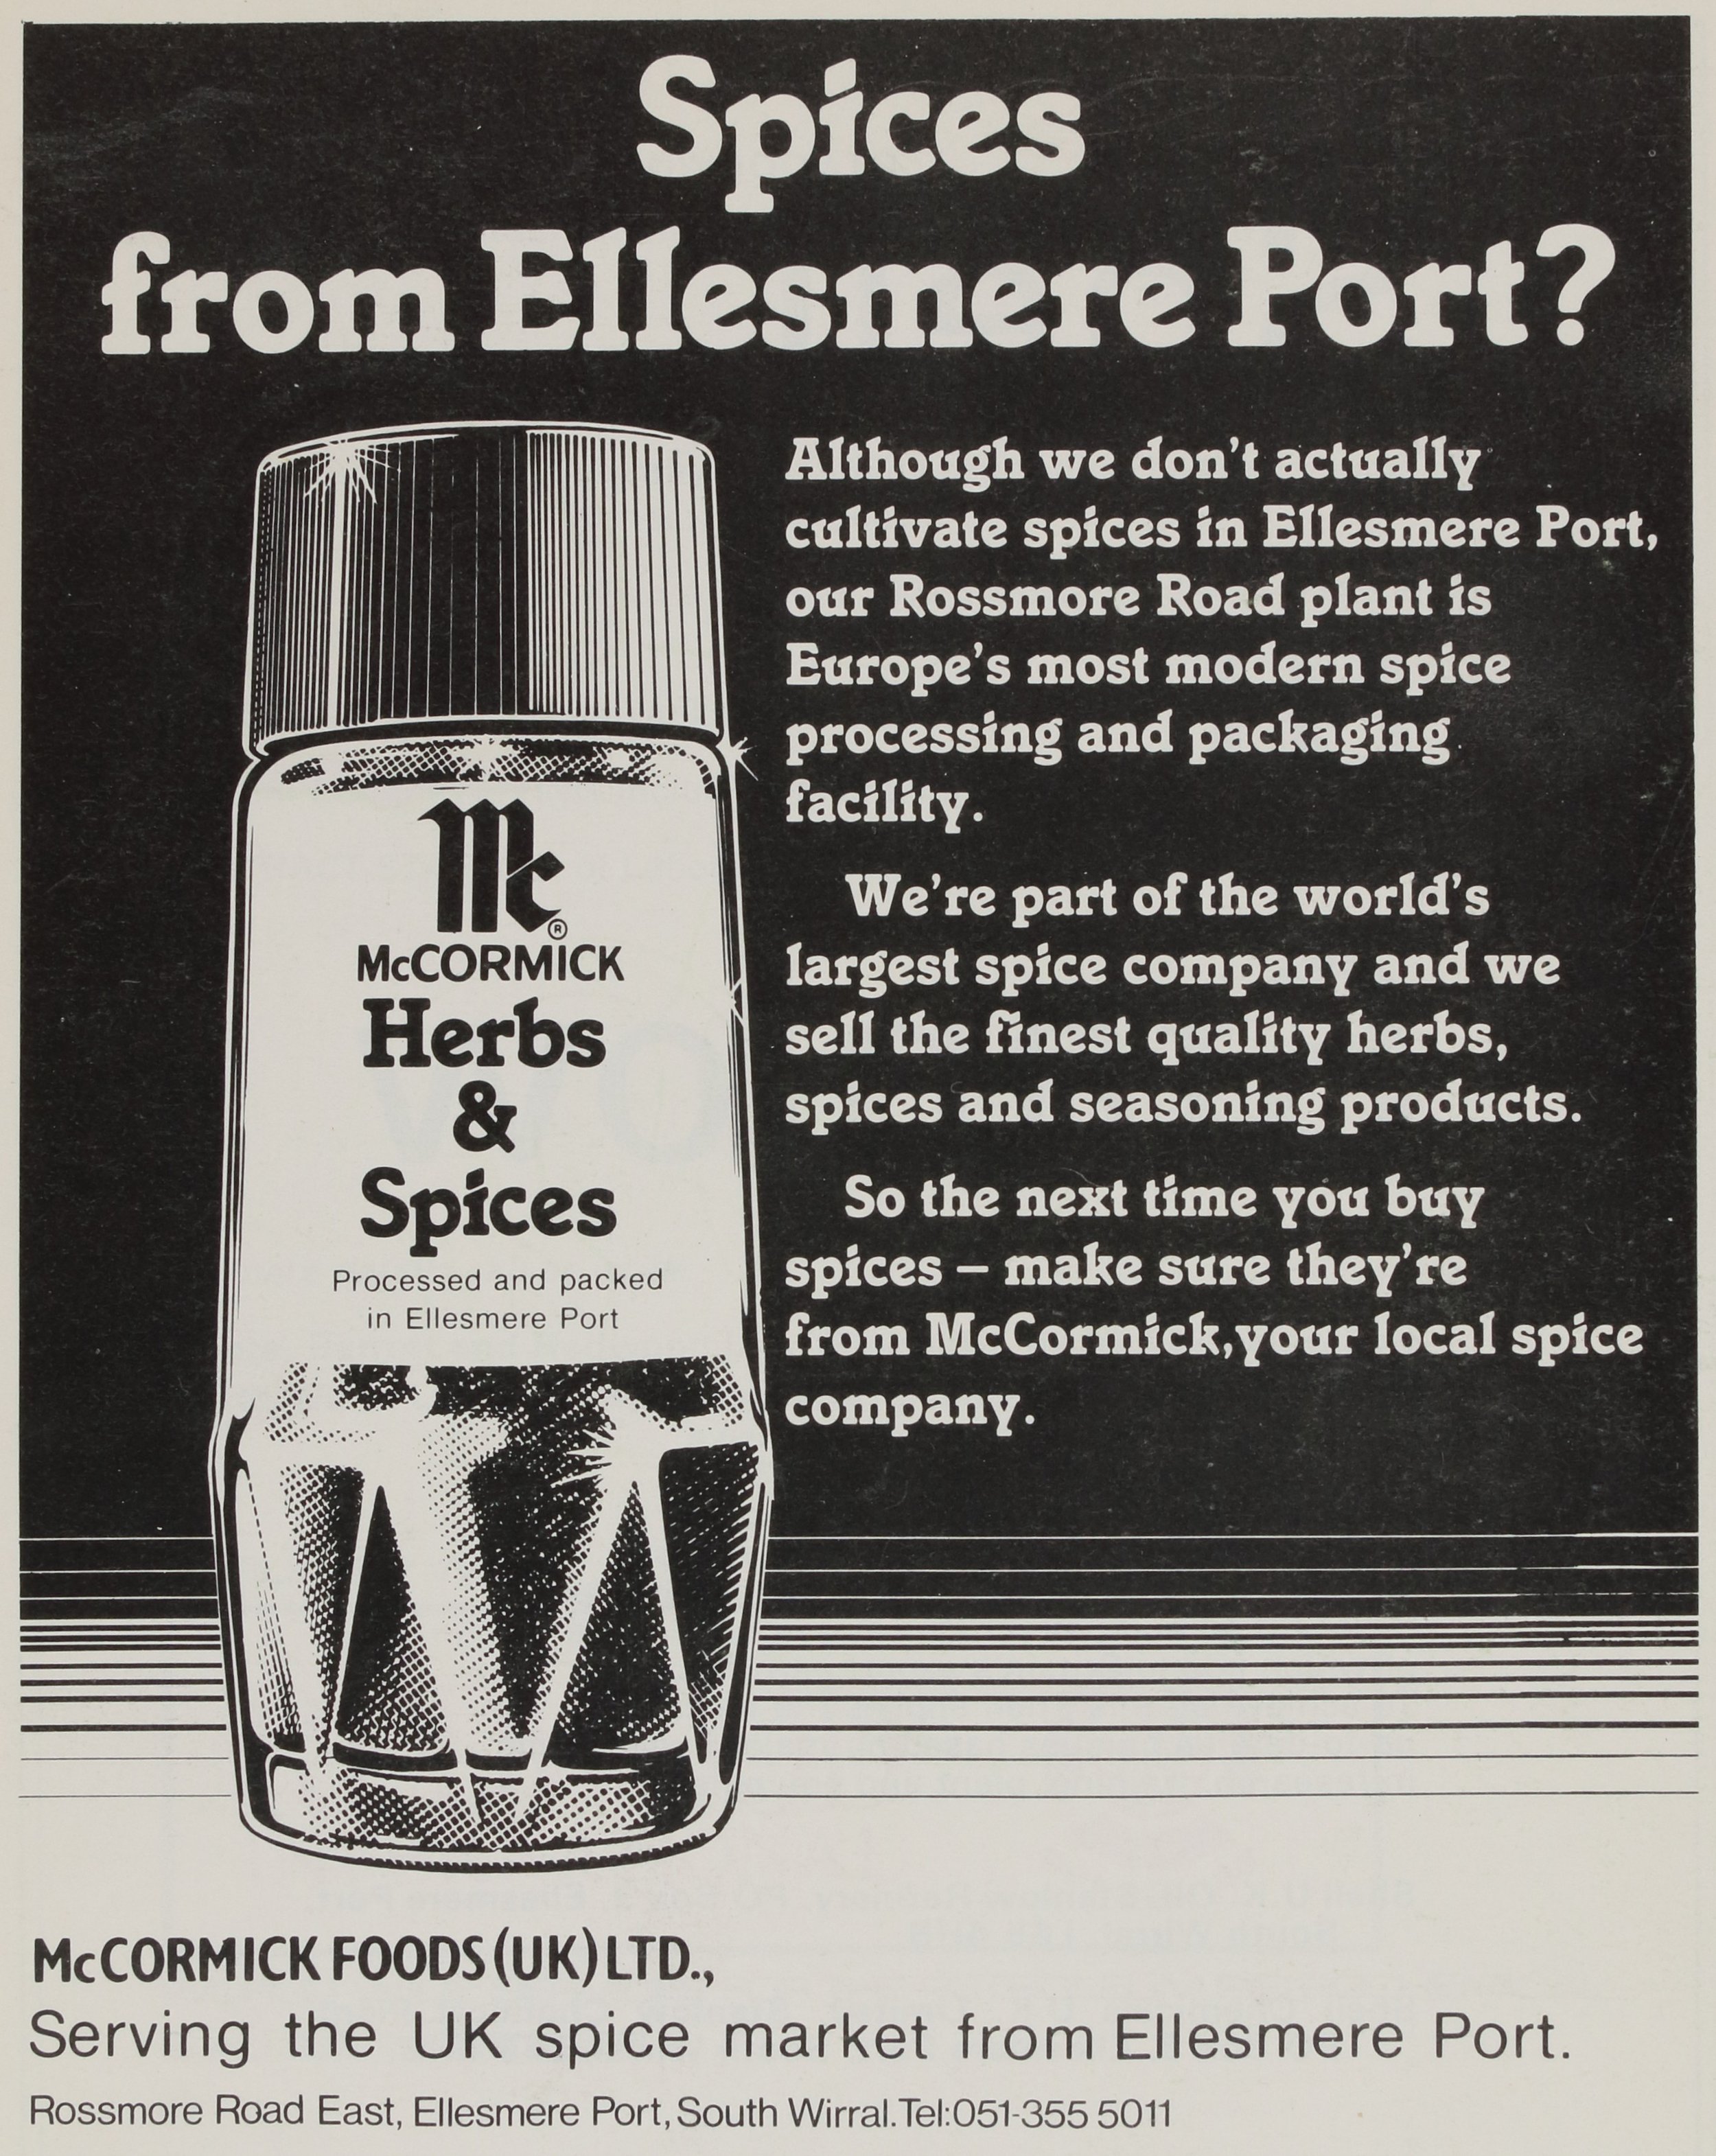 Spices
from Ellesmere Port?
Although we don't actually
cultivate spices in Ellesmere Port,
our Rossmore Road plant is
Europe's most modern spice
processing and packaging
facility.
We're part of the world's
largest spice company and we
sell the finest quality herbs,
spices and seasoning products.
So the next time you buy
spices – make sure they're
from McCormick, your local spice
company.
Mc®
McCORMICK
Herbs
&
Spices
Processed and packed
in Ellesmere Port
McCORMICK FOODS (UK) LTD.,
Serving the UK spice market from Ellesmere Port.
Rossmore Road East, Ellesmere Port, South Wirral. Tel: 051-355 5011